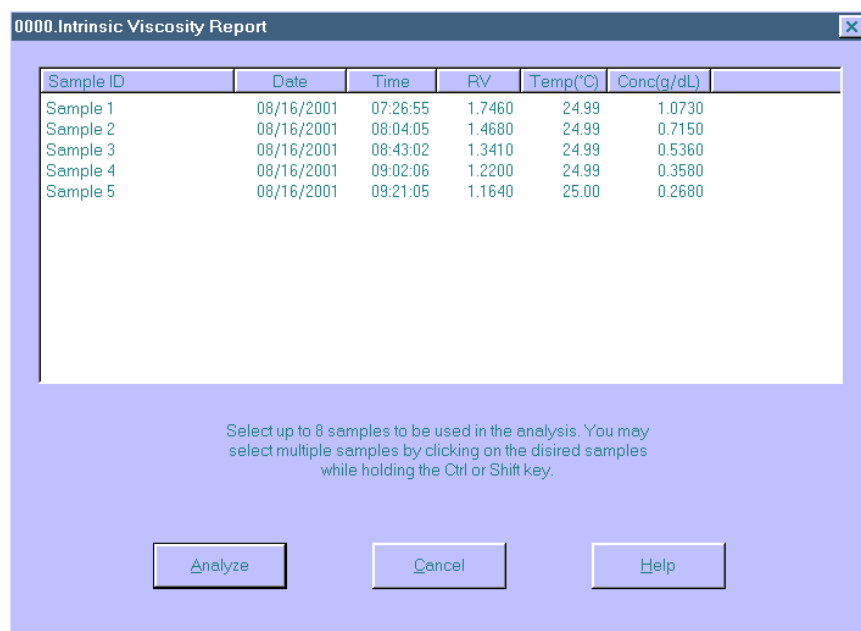 0000.Intrinsic Viscosity Report
Sample ID Date Time RV Temp(°C) Conc(g/dL)
Sample 1 08/16/2001 07:26:55 1.7460 24.99 1.0730
Sample 2 08/16/2001 08:04:05 1.4680 24.99 0.7150
Sample 3 08/16/2001 08:43:02 1.3410 24.99 0.5360
Sample 4 08/16/2001 09:02:06 1.2200 24.99 0.3580
Sample 5 08/16/2001 09:21:05 1.1640 25.00 0.2680
Select up to 8 samples to be used in the analysis. You may
select multiple samples by clicking on the disired samples
while holding the Ctrl or Shift key.
Analyze Cancel Help